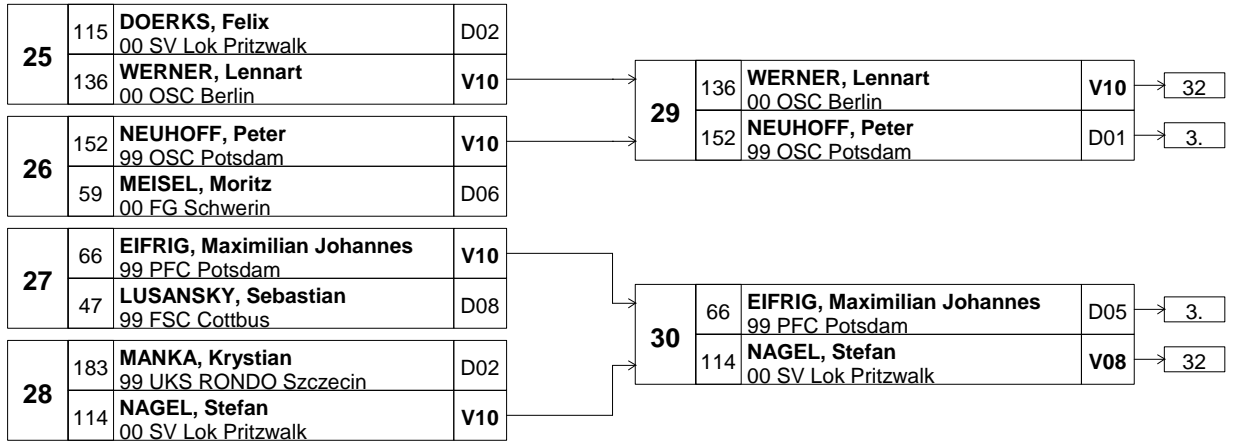 25
115 DOERKS, Felix D02
00 SV Lok Pritzwalk
136 WERNER, Lennart V10
00 OSC Berlin
26
152 NEUHOFF, Peter V10
99 OSC Potsdam
59 MEISEL, Moritz D06
00 FG Schwerin
27
66 EIFRIG, Maximilian Johannes V10
99 PFC Potsdam
47 LUSANSKY, Sebastian D08
99 FSC Cottbus
28
183 MANKA, Krystian D02
99 UKS RONDO Szczecin
114 NAGEL, Stefan V10
00 SV Lok Pritzwalk
29
136 WERNER, Lennart V10 32
00 OSC Berlin
152 NEUHOFF, Peter D01 3.
99 OSC Potsdam
30
66 EIFRIG, Maximilian Johannes D05 3.
99 PFC Potsdam
114 NAGEL, Stefan V08 32
00 SV Lok Pritzwalk